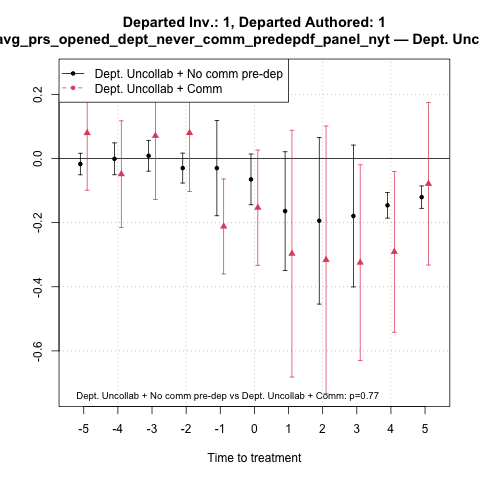 Departed Inv.: 1, Departed Authored: 1
avg_prs_opened_dept_never_comm_predepdf_panel_nyt — Dept. Unc
Dept. Uncollab + No comm pre-dep
Dept. Uncollab + Comm
0.2
0.0
-0.2
-0.4
-0.6
Dept. Uncollab + No comm pre-dep vs Dept. Uncollab + Comm: p=0.77
-5 -4 -3 -2 -1 0 1 2 3 4 5
Time to treatment